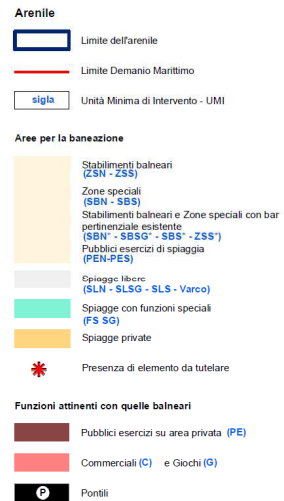 Arenile
Limite dell'arenile
Limite Demanio Marittimo
sigla Unità Minima di Intervento - UMI
Aree per la baneazione
Stabilimenti balneari
(ZSN - ZSS)
Zone speciali
(SBN - SBS)
Stabilimenti balneari e Zone speciali con bar
pertinenziale esistente
(SBN* - SBSG* - SBS* - ZSS*)
Pubblici esercizi di spiaggia
(PEN-PES)
Spiagge libere
(SLN - SLSG - SLS - Varco)
Spiagge con funzioni speciali
(FS SG)
Spiagge private
Presenza di elemento da tutelare
Funzioni attinenti con quelle balneari
Pubblici esercizi su area privata (PE)
Commerciali (C) e Giochi (G)
P Pontili